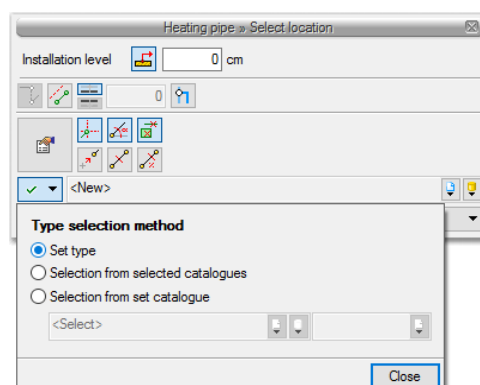 Heating pipe » Select location
Installation level 0 cm
0
<New>
Type selection method
Set type
Selection from selected catalogues
Selection from set catalogue
<Select>
Close